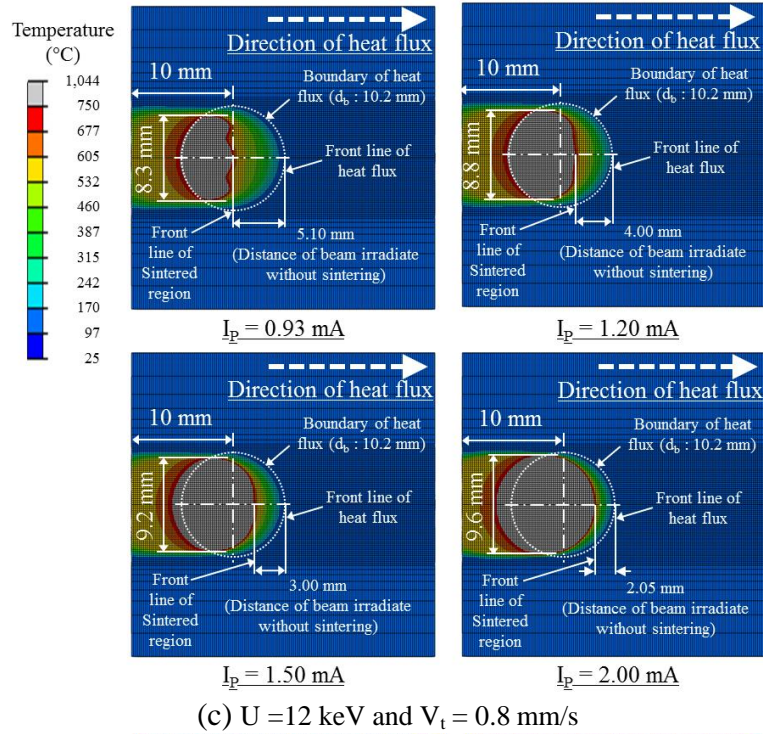 Temperature
(°C)
1,044
750
677
605
532
460
387
315
242
170
97
25
Direction of heat flux
10 mm
Boundary of heat
flux (d_b : 10.2 mm)
8.3 mm
Front line of
heat flux
Front
line of
Sintered
region
5.10 mm
(Distance of beam irradiate
without sintering)
I_P = 0.93 mA
Direction of heat flux
10 mm
Boundary of heat
flux (d_b : 10.2 mm)
8.8 mm
Front line of
heat flux
Front
line of
Sintered
region
4.00 mm
(Distance of beam irradiate
without sintering)
I_P = 1.20 mA
Direction of heat flux
10 mm
Boundary of heat
flux (d_b : 10.2 mm)
9.2 mm
Front line of
heat flux
Front
line of
Sintered
region
3.00 mm
(Distance of beam irradiate
without sintering)
I_P = 1.50 mA
Direction of heat flux
10 mm
Boundary of heat
flux (d_b : 10.2 mm)
9.6 mm
Front line of
heat flux
Front
line of
Sintered
region
2.05 mm
(Distance of beam irradiate
without sintering)
I_P = 2.00 mA
(c) U =12 keV and V_t = 0.8 mm/s